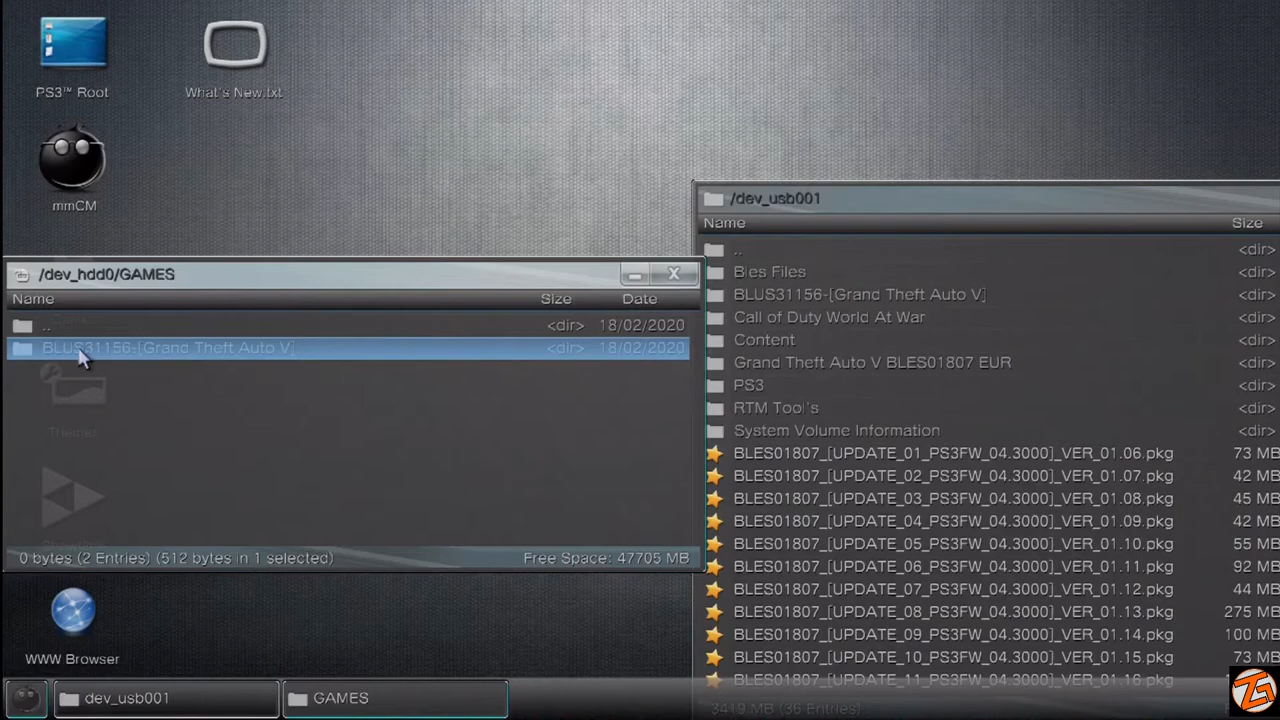 PS3™ Root
What's New.txt
mmCM
/dev_hdd0/GAMES
Name Size Date
.. <dir> 18/02/2020
BLUS31156-[Grand Theft Auto V] <dir> 18/02/2020
Themes
0 bytes (2 Entries) (512 bytes in 1 selected) Free Space: 47705 MB
/dev_usb001
Name Size
.. <dir>
Bles Files <dir>
BLUS31156-[Grand Theft Auto V] <dir>
Call of Duty World At War <dir>
Content <dir>
Grand Theft Auto V BLES01807 EUR <dir>
PS3 <dir>
RTM Tool's <dir>
System Volume Information <dir>
BLES01807_[UPDATE_01_PS3FW_04.3000]_VER_01.06.pkg 73 MB
BLES01807_[UPDATE_02_PS3FW_04.3000]_VER_01.07.pkg 42 MB
BLES01807_[UPDATE_03_PS3FW_04.3000]_VER_01.08.pkg 45 MB
BLES01807_[UPDATE_04_PS3FW_04.3000]_VER_01.09.pkg 42 MB
BLES01807_[UPDATE_05_PS3FW_04.3000]_VER_01.10.pkg 55 MB
BLES01807_[UPDATE_06_PS3FW_04.3000]_VER_01.11.pkg 92 MB
BLES01807_[UPDATE_07_PS3FW_04.3000]_VER_01.12.pkg 44 MB
BLES01807_[UPDATE_08_PS3FW_04.3000]_VER_01.13.pkg 275 MB
BLES01807_[UPDATE_09_PS3FW_04.3000]_VER_01.14.pkg 100 MB
BLES01807_[UPDATE_10_PS3FW_04.3000]_VER_01.15.pkg 73 MB
BLES01807_[UPDATE_11_PS3FW_04.3000]_VER_01.16.pkg
3419 MB (35 Entries)
WWW Browser
dev_usb001
GAMES